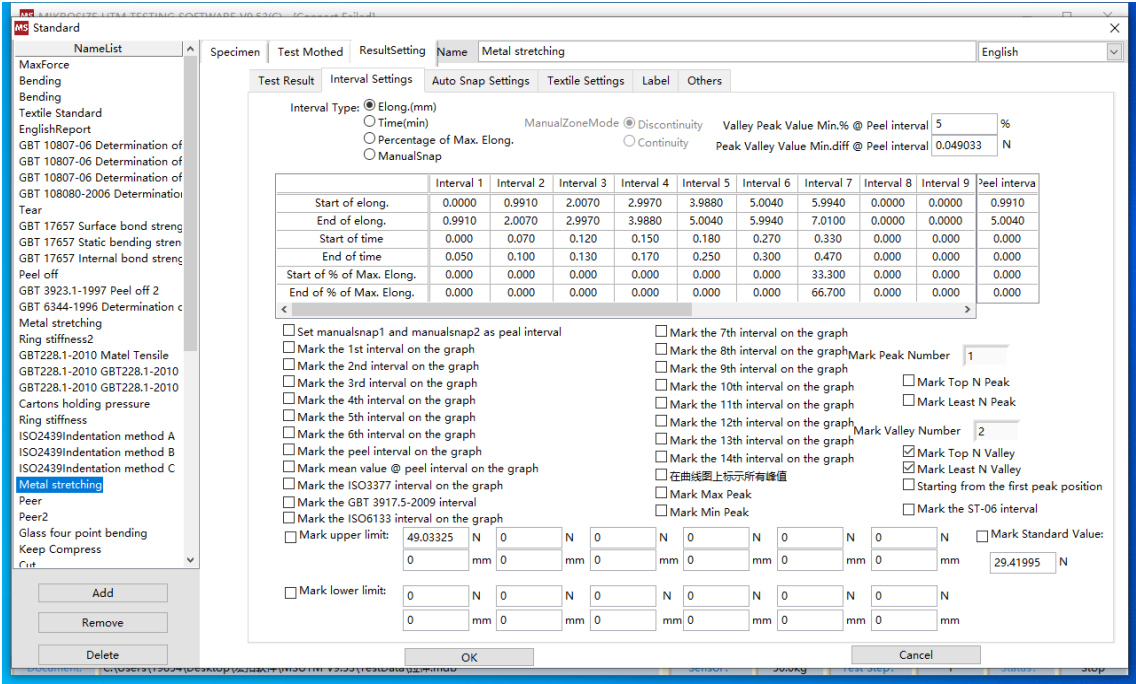 MS Standard
NameList
MaxForce
Bending
Bending
Textile Standard
EnglishReport
GBT 10807-06 Determination of
GBT 10807-06 Determination of
GBT 10807-06 Determination of
GBT 108080-2006 Determination
Tear
GBT 17657 Surface bond streng
GBT 17657 Static bending stren
GBT 17657 Internal bond streng
Peel off
GBT 3923.1-1997 Peel off 2
GBT 6344-1996 Determination c
Metal stretching
Ring stiffness2
GBT228.1-2010 Matel Tensile
GBT228.1-2010 GBT228.1-2010
GBT228.1-2010 GBT228.1-2010
Cartons holding pressure
Ring stiffness
ISO2439Indentation method A
ISO2439Indentation method B
ISO2439Indentation method C
Metal stretching
Peer
Peer2
Glass four point bending
Keep Compress
Cut
Add
Remove
Delete
Specimen Test Mothed ResultSetting Name Metal stretching English
Test Result Interval Settings Auto Snap Settings Textile Settings Label Others
Interval Type: Elong.(mm)
Time(min)
Percentage of Max. Elong.
ManualSnap
ManualZoneMode Discontinuity
Continuity
Valley Peak Value Min.% @ Peel interval 5 %
Peak Valley Value Min.diff @ Peel interval 0.049033 N
Interval 1 Interval 2 Interval 3 Interval 4 Interval 5 Interval 6 Interval 7 Interval 8 Interval 9 Peel interva
Start of elong. 0.0000 0.9910 2.0070 2.9970 3.9880 5.0040 5.9940 0.0000 0.0000 0.9910
End of elong. 0.9910 2.0070 2.9970 3.9880 5.0040 5.9940 7.0100 0.0000 0.0000 5.0040
Start of time 0.000 0.070 0.120 0.150 0.180 0.270 0.330 0.000 0.000 0.000
End of time 0.050 0.100 0.130 0.170 0.250 0.300 0.470 0.000 0.000 0.000
Start of % of Max. Elong. 0.000 0.000 0.000 0.000 0.000 0.000 33.300 0.000 0.000 0.000
End of % of Max. Elong. 0.000 0.000 0.000 0.000 0.000 0.000 66.700 0.000 0.000 0.000
Set manualsnap1 and manualsnap2 as peal interval
Mark the 1st interval on the graph
Mark the 2nd interval on the graph
Mark the 3rd interval on the graph
Mark the 4th interval on the graph
Mark the 5th interval on the graph
Mark the 6th interval on the graph
Mark the peel interval on the graph
Mark mean value @ peel interval on the graph
Mark the ISO3377 interval on the graph
Mark the GBT 3917.5-2009 interval
Mark the ISO6133 interval on the graph
Mark the 7th interval on the graph
Mark the 8th interval on the graph
Mark the 9th interval on the graph
Mark the 10th interval on the graph
Mark the 11th interval on the graph
Mark the 12th interval on the graph
Mark the 13th interval on the graph
Mark the 14th interval on the graph
在曲线图上标示所有峰值
Mark Max Peak
Mark Min Peak
Mark Peak Number 1
Mark Top N Peak
Mark Least N Peak
Mark Valley Number 2
Mark Top N Valley
Mark Least N Valley
Starting from the first peak position
Mark the ST-06 interval
Mark upper limit: 49.03325 N 0 N 0 N 0 N 0 N 0 N
0 mm 0 mm 0 mm 0 mm 0 mm 0 mm
Mark Standard Value:
29.41995 N
Mark lower limit: 0 N 0 N 0 N 0 N 0 N 0 N
0 mm 0 mm 0 mm 0 mm 0 mm 0 mm
OK Cancel